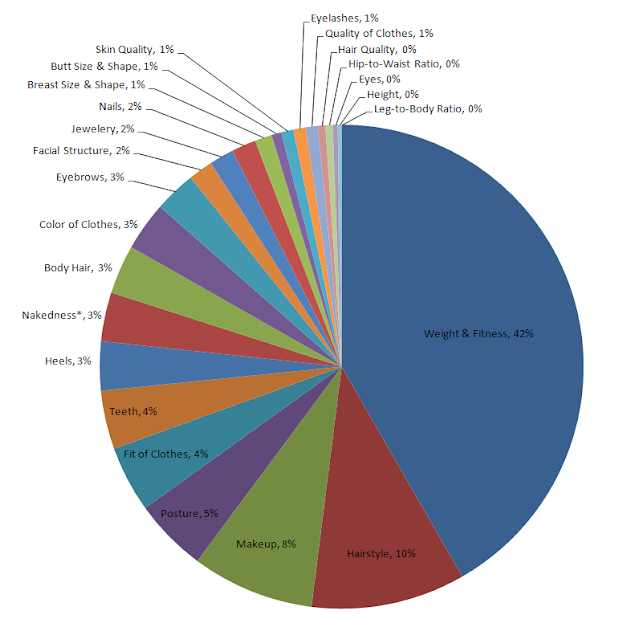 Eyelashes, 1%
Quality of Clothes, 1%
Hair Quality, 0%
Hip-to-Waist Ratio, 0%
Eyes, 0%
Height, 0%
Leg-to-Body Ratio, 0%
Skin Quality, 1%
Butt Size & Shape, 1%
Breast Size & Shape, 1%
Nails, 2%
Jewelery, 2%
Facial Structure, 2%
Eyebrows, 3%
Color of Clothes, 3%
Body Hair, 3%
Nakedness*, 3%
Heels, 3%
Teeth, 4%
Fit of Clothes, 4%
Posture, 5%
Makeup, 8%
Hairstyle, 10%
Weight & Fitness, 42%